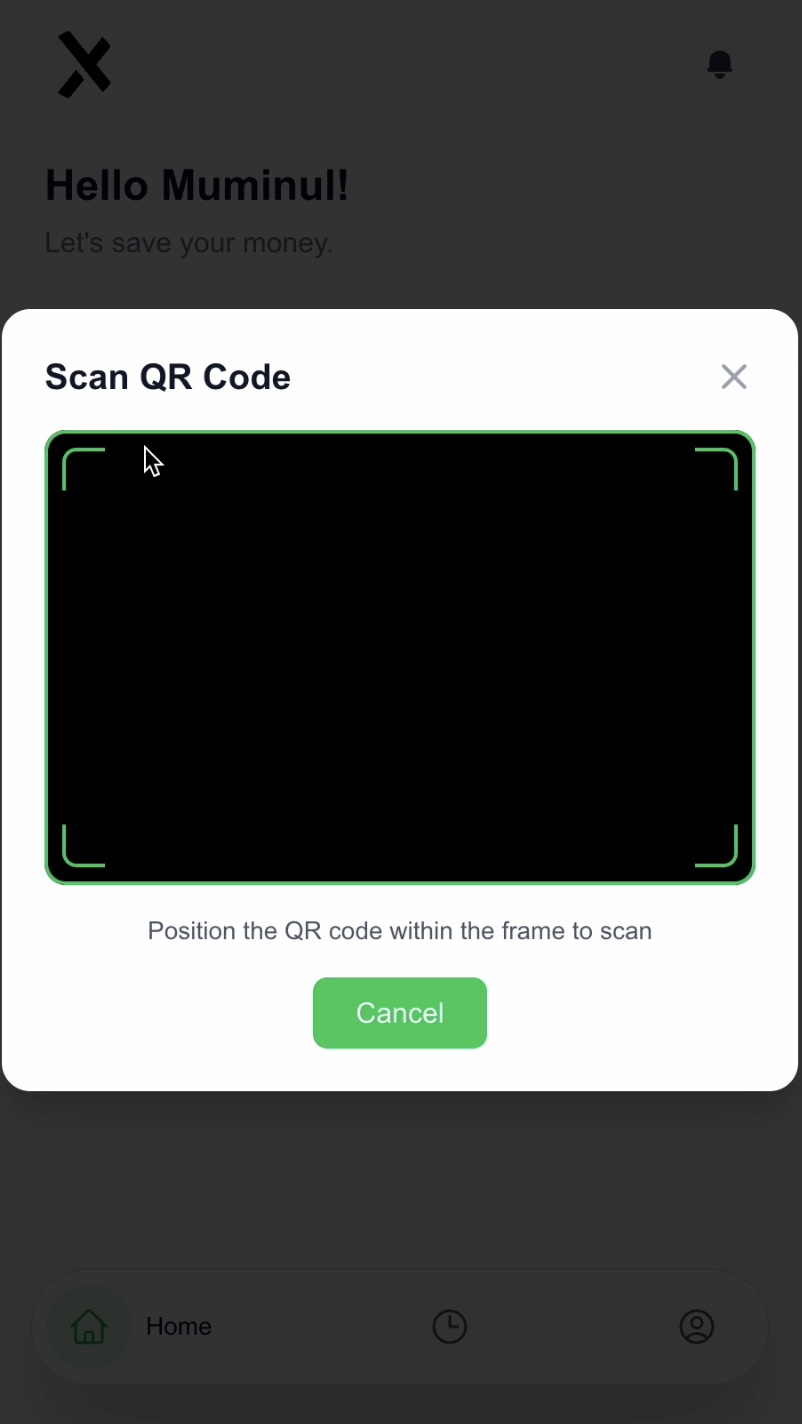 Hello Muminul!
Let's save your money.
Scan QR Code
Position the QR code within the frame to scan
Cancel
Home